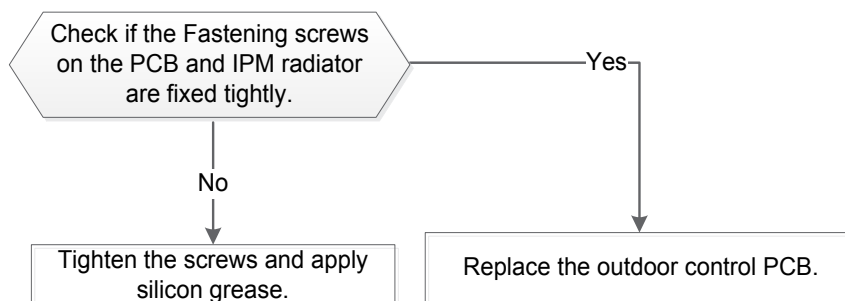 Check if the Fastening screws
on the PCB and IPM radiator
are fixed tightly.
Yes
No
Tighten the screws and apply
silicon grease.
Replace the outdoor control PCB.